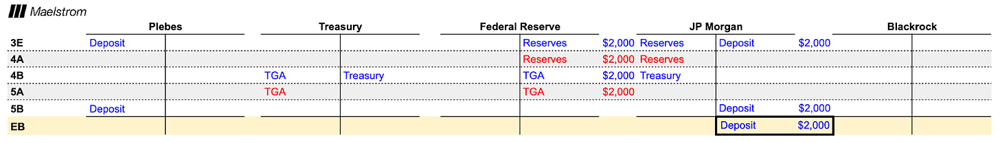 Maelstrom
Plebes Treasury Federal Reserve JP Morgan Blackrock
3E Deposit Reserves $2,000 Reserves Deposit $2,000
4A Reserves $2,000 Reserves
4B TGA Treasury TGA $2,000 Treasury
5A TGA TGA $2,000
5B Deposit Deposit $2,000
EB Deposit $2,000